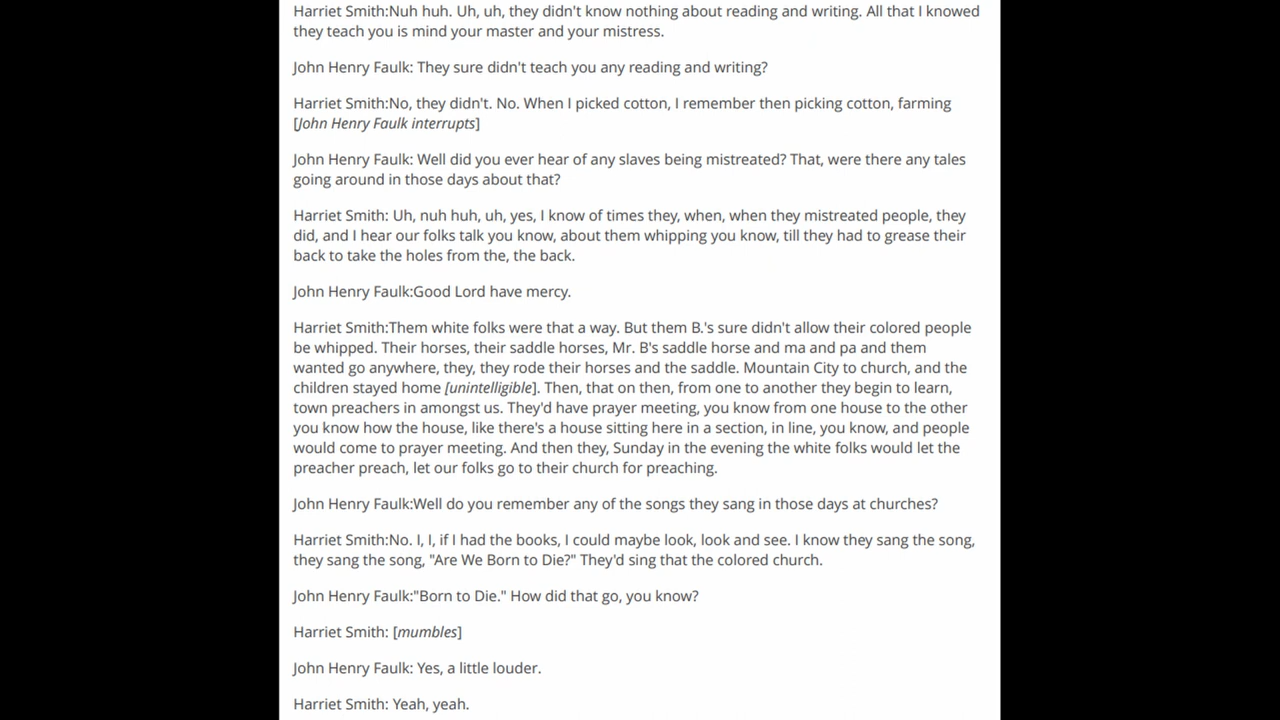 Harriet Smith:Nuh huh. Uh, uh, they didn't know nothing about reading and writing. All that I knowed
they teach you is mind your master and your mistress.
John Henry Faulk: They sure didn't teach you any reading and writing?
Harriet Smith:No, they didn't. No. When I picked cotton, I remember then picking cotton, farming
[John Henry Faulk interrupts]
John Henry Faulk: Well did you ever hear of any slaves being mistreated? That, were there any tales
going around in those days about that?
Harriet Smith: Uh, nuh huh, uh, yes, I know of times they, when, when they mistreated people, they
did, and I hear our folks talk you know, about them whipping you know, till they had to grease their
back to take the holes from the, the back.
John Henry Faulk:Good Lord have mercy.
Harriet Smith:Them white folks were that a way. But them B.'s sure didn't allow their colored people
be whipped. Their horses, their saddle horses, Mr. B's saddle horse and ma and pa and them
wanted go anywhere, they, they rode their horses and the saddle. Mountain City to church, and the
children stayed home [unintelligible]. Then, that on then, from one to another they begin to learn,
town preachers in amongst us. They'd have prayer meeting, you know from one house to the other
you know how the house, like there's a house sitting here in a section, in line, you know, and people
would come to prayer meeting. And then they, Sunday in the evening the white folks would let the
preacher preach, let our folks go to their church for preaching.
John Henry Faulk:Well do you remember any of the songs they sang in those days at churches?
Harriet Smith:No. I, I, if I had the books, I could maybe look, look and see. I know they sang the song,
they sang the song, "Are We Born to Die?" They'd sing that the colored church.
John Henry Faulk:"Born to Die." How did that go, you know?
Harriet Smith: [mumbles]
John Henry Faulk: Yes, a little louder.
Harriet Smith: Yeah, yeah.